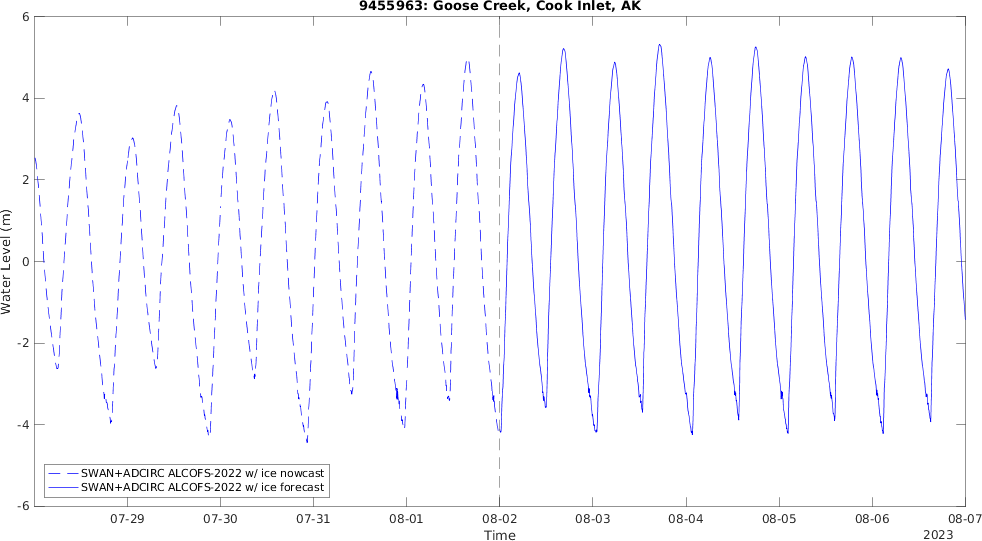 9455963: Goose Creek, Cook Inlet, AK
6
4
2
0
-2
-4
-6
Water Level (m)
SWAN+ADCIRC ALCOFS-2022 w/ ice nowcast
SWAN+ADCIRC ALCOFS-2022 w/ ice forecast
07-29 07-30 07-31 08-01 08-02 08-03 08-04 08-05 08-06 08-07
Time
2023